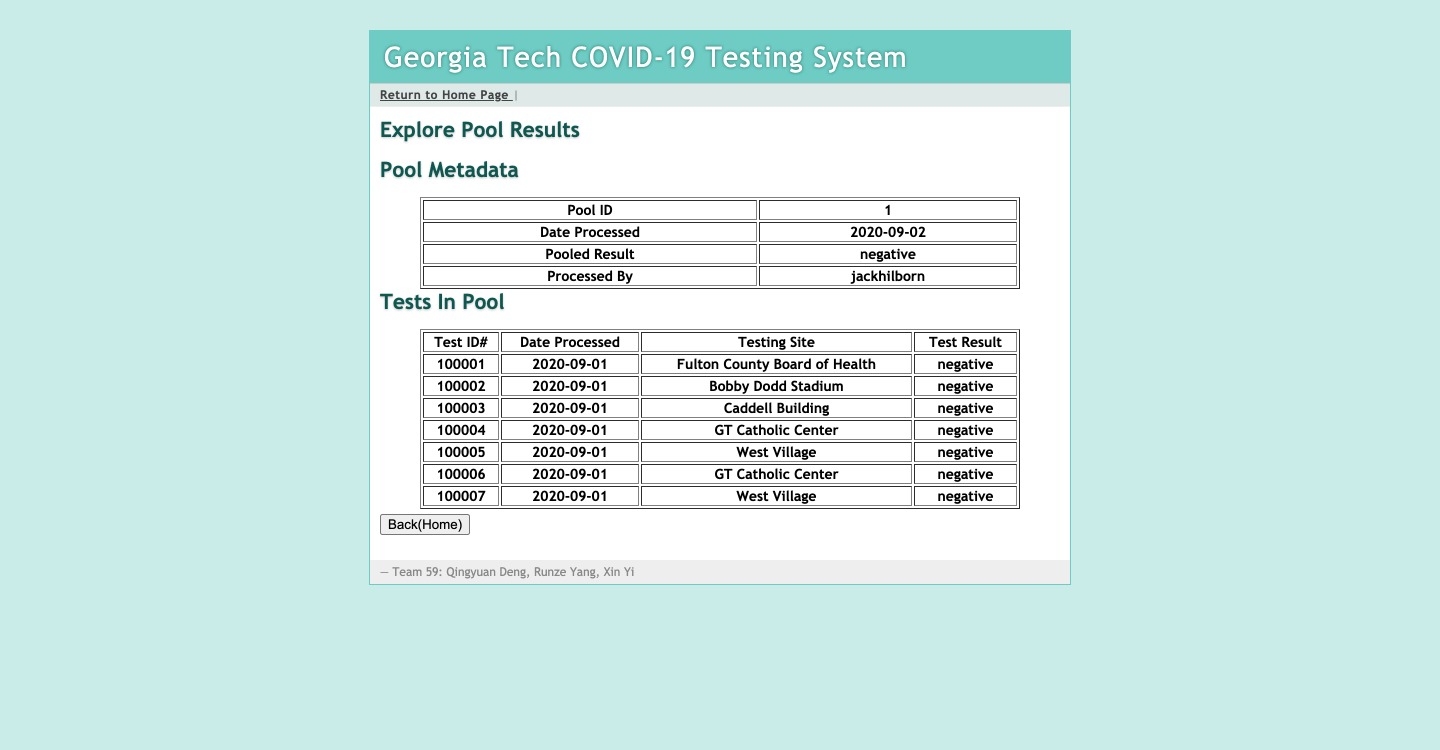 Georgia Tech COVID-19 Testing System
Return to Home Page |
Explore Pool Results
Pool Metadata
Pool ID 1
Date Processed 2020-09-02
Pooled Result negative
Processed By jackhilborn
Tests In Pool
Test ID# Date Processed Testing Site Test Result
100001 2020-09-01 Fulton County Board of Health negative
100002 2020-09-01 Bobby Dodd Stadium negative
100003 2020-09-01 Caddell Building negative
100004 2020-09-01 GT Catholic Center negative
100005 2020-09-01 West Village negative
100006 2020-09-01 GT Catholic Center negative
100007 2020-09-01 West Village negative
Back(Home)
— Team 59: Qingyuan Deng, Runze Yang, Xin Yi